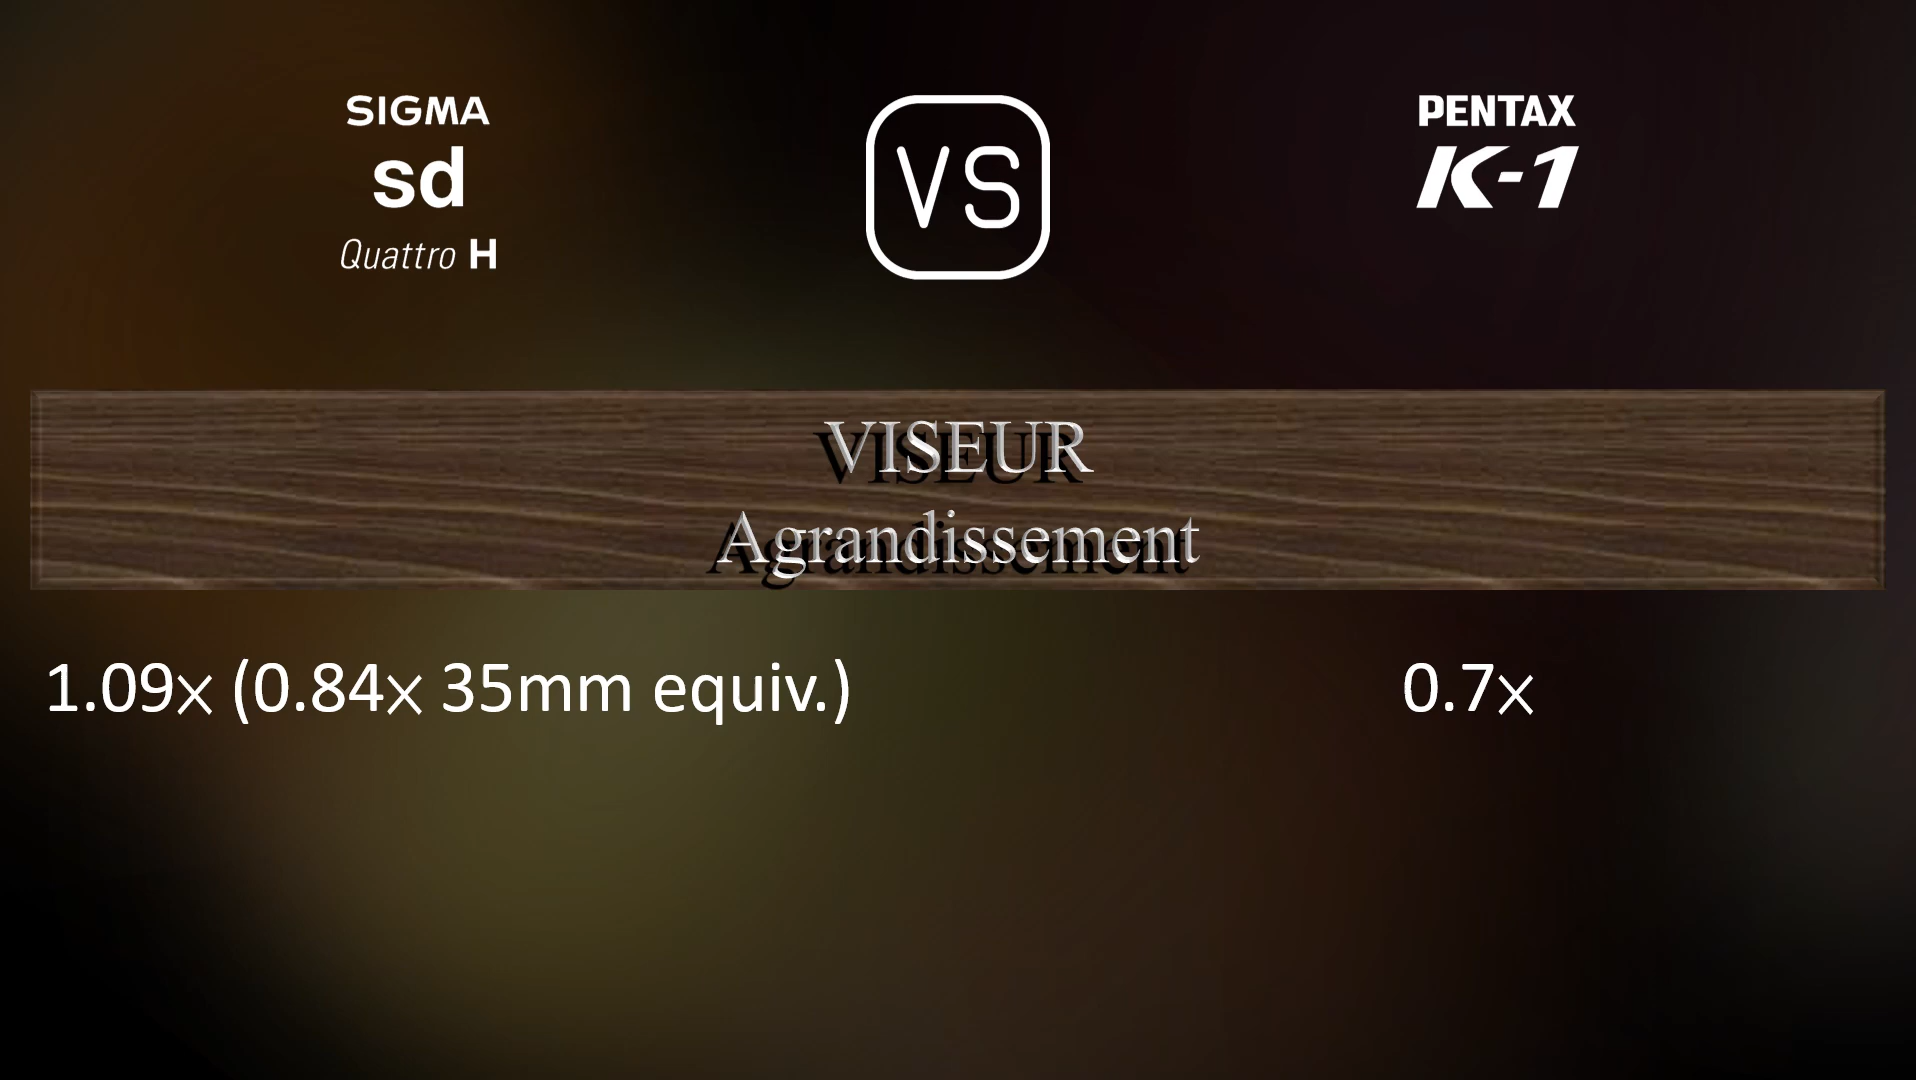 SIGMA
sd
Quattro H
VS
PENTAX
K-1
VISEUR
Agrandissement
1.09x (0.84x 35mm equiv.)
0.7x